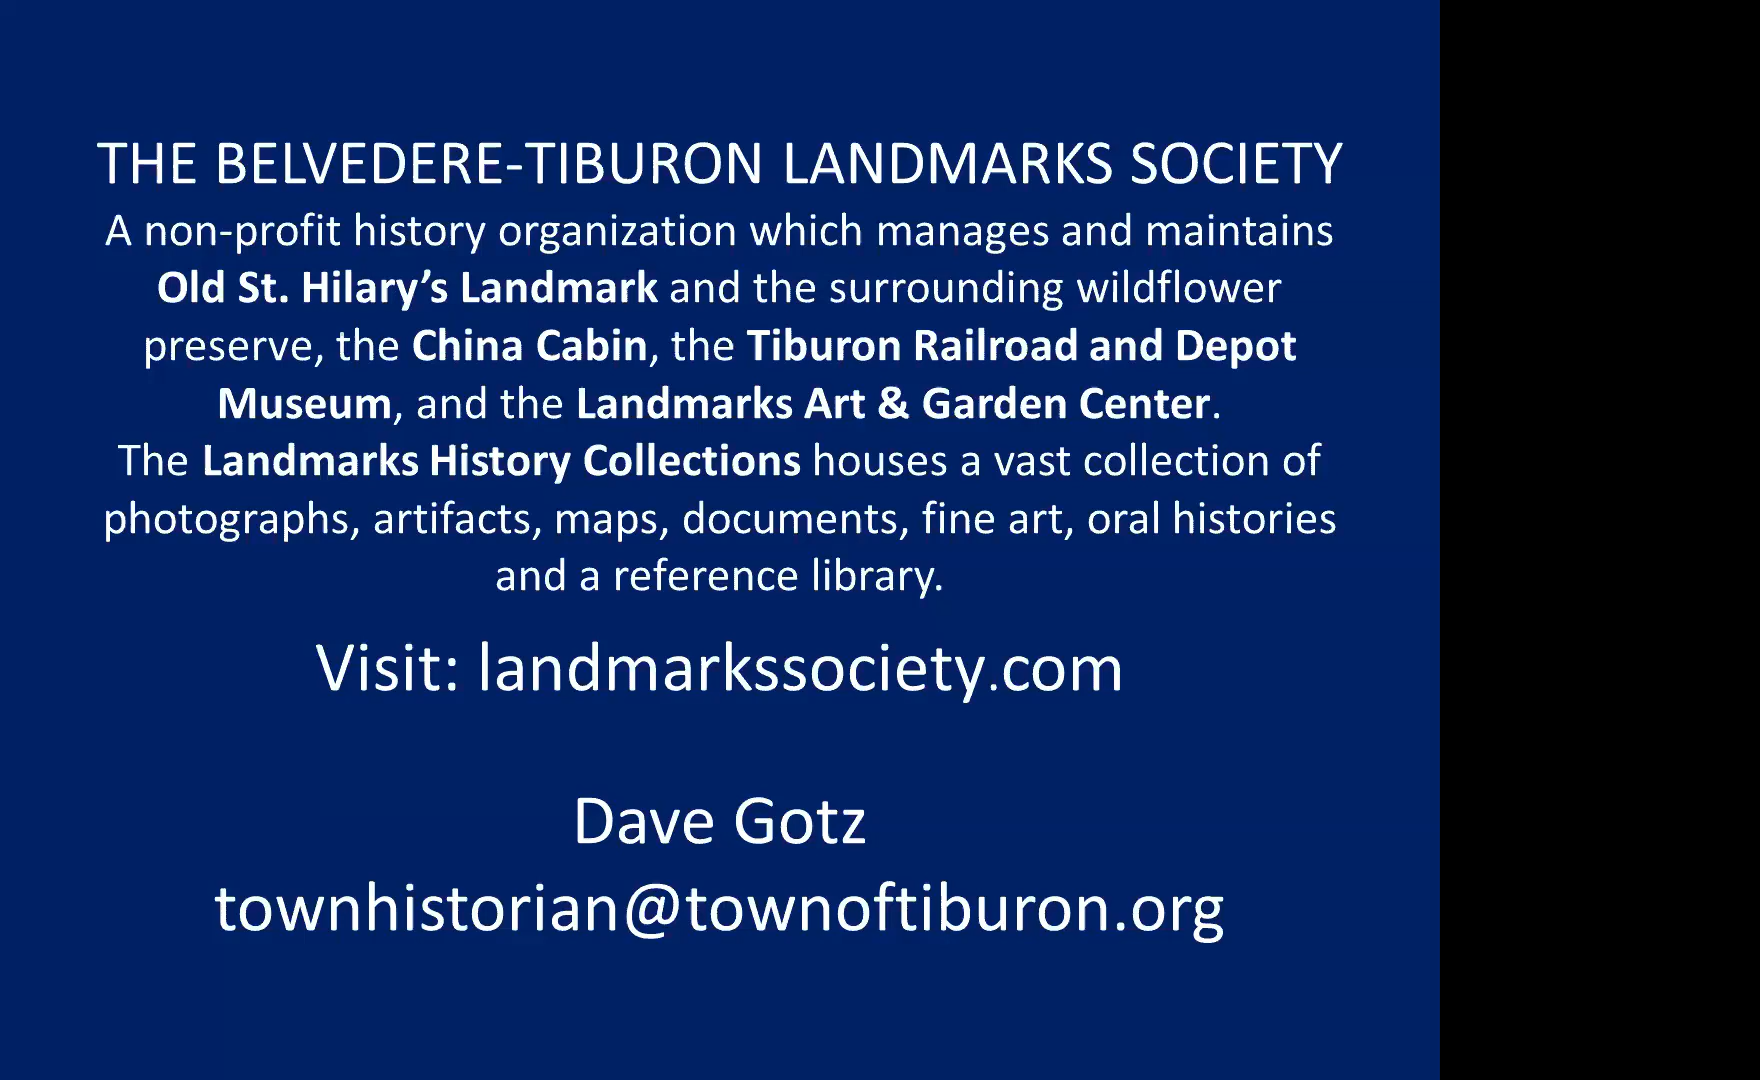 THE BELVEDERE-TIBURON LANDMARKS SOCIETY
A non-profit history organization which manages and maintains
Old St. Hilary’s Landmark and the surrounding wildflower
preserve, the China Cabin, the Tiburon Railroad and Depot
Museum, and the Landmarks Art & Garden Center.
The Landmarks History Collections houses a vast collection of
photographs, artifacts, maps, documents, fine art, oral histories
and a reference library.
Visit: landmarkssociety.com
Dave Gotz
townhistorian@townoftiburon.org